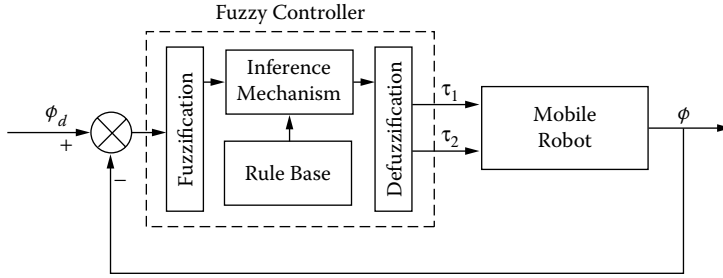 Fuzzy Controller
Fuzzification
Inference
Mechanism
Rule Base
Defuzzification
ϕd
+
−
τ1
τ2
Mobile
Robot
ϕ